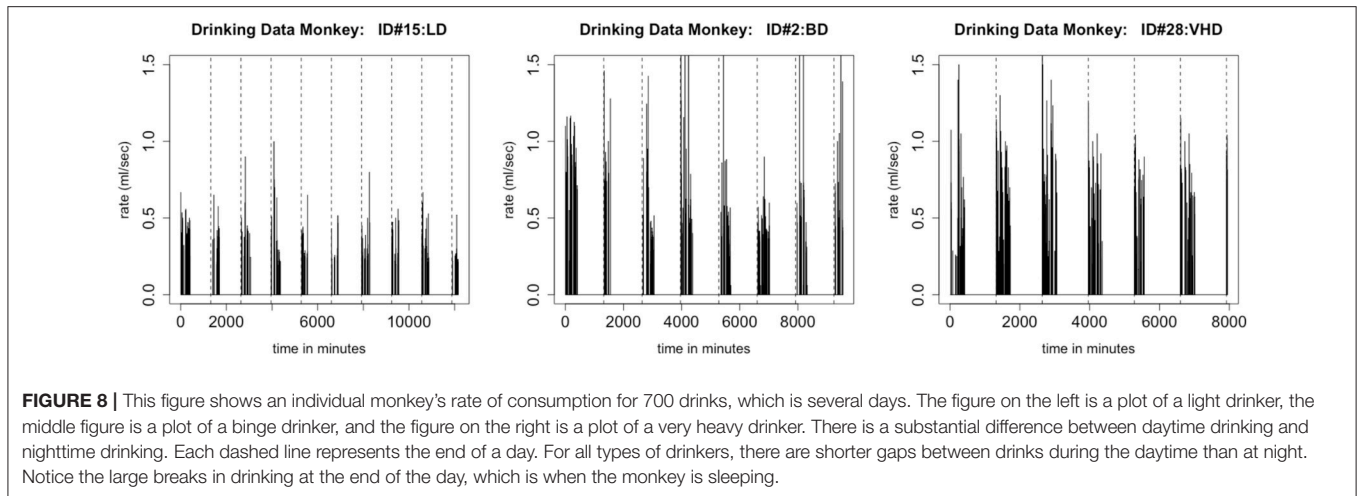 Drinking Data Monkey: ID#15:LD
rate (ml/sec)
1.5
1.0
0.5
0.0
0 2000 6000 10000
time in minutes
Drinking Data Monkey: ID#2:BD
rate (ml/sec)
1.5
1.0
0.5
0.0
0 2000 4000 6000 8000
time in minutes
Drinking Data Monkey: ID#28:VHD
rate (ml/sec)
1.5
1.0
0.5
0.0
0 2000 4000 6000 8000
time in minutes
FIGURE 8 | This figure shows an individual monkey's rate of consumption for 700 drinks, which is several days. The figure on the left is a plot of a light drinker, the
middle figure is a plot of a binge drinker, and the figure on the right is a plot of a very heavy drinker. There is a substantial difference between daytime drinking and
nighttime drinking. Each dashed line represents the end of a day. For all types of drinkers, there are shorter gaps between drinks during the daytime than at night.
Notice the large breaks in drinking at the end of the day, which is when the monkey is sleeping.